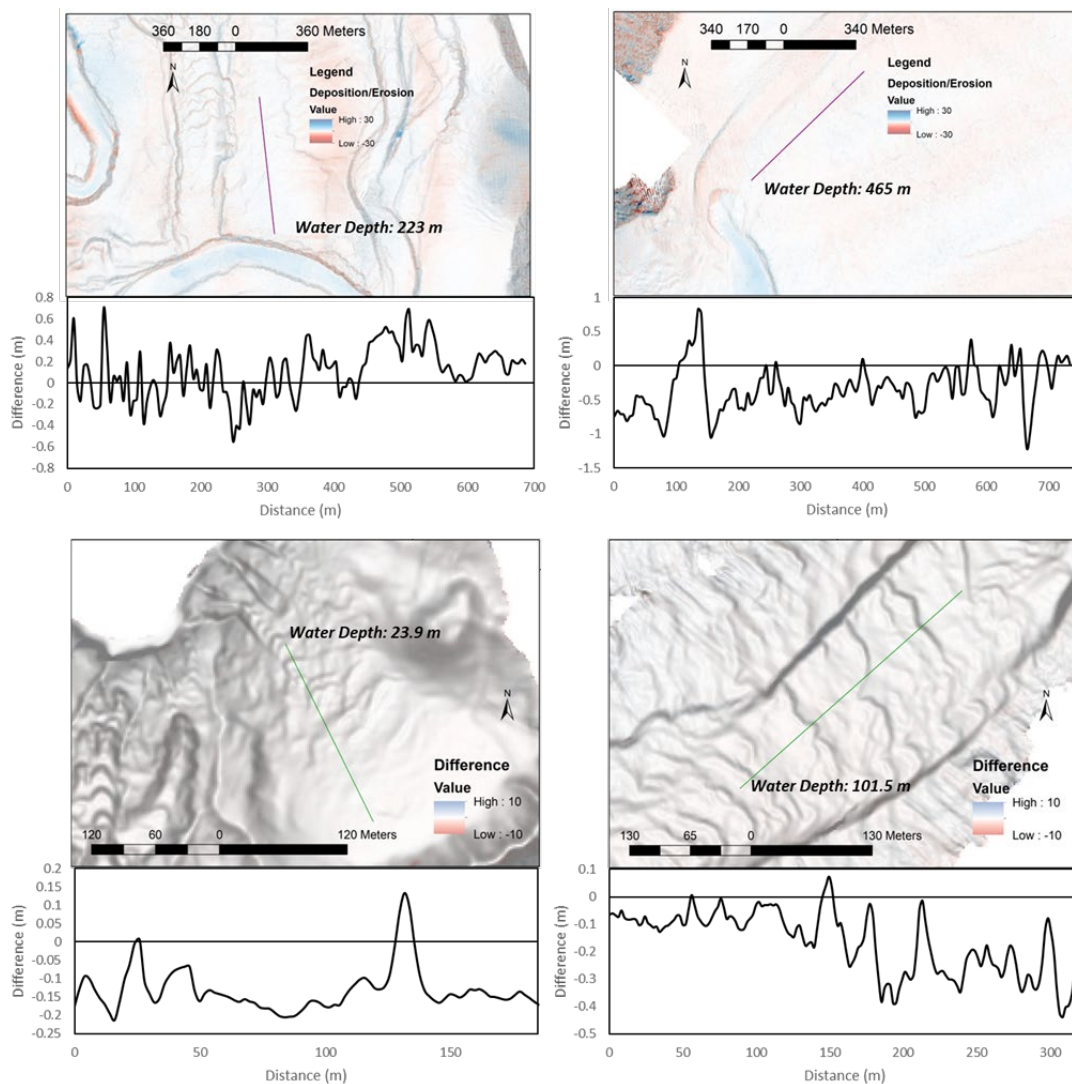 360 180 0 360 Meters
N
Legend
Deposition/Erosion
Value
High : 30
Low : -30
Water Depth: 223 m
0.8
0.6
0.4
0.2
0
-0.2
-0.4
-0.6
-0.8
Difference (m)
0 100 200 300 400 500 600 700
Distance (m)
340 170 0 340 Meters
N
Legend
Deposition/Erosion
Value
High : 30
Low : -30
Water Depth: 465 m
1
0.5
0
-0.5
-1
-1.5
Difference (m)
0 100 200 300 400 500 600 700
Distance (m)
Water Depth: 23.9 m
N
Difference
Value
High : 10
Low : -10
120 60 0 120 Meters
0.2
0.15
0.1
0.05
0
-0.05
-0.1
-0.15
-0.2
-0.25
Difference (m)
0 50 100 150
Distance (m)
N
Water Depth: 101.5 m
Difference
Value
High : 10
Low : -10
130 65 0 130 Meters
0.1
0
-0.1
-0.2
-0.3
-0.4
-0.5
Difference (m)
0 50 100 150 200 250 300
Distance (m)